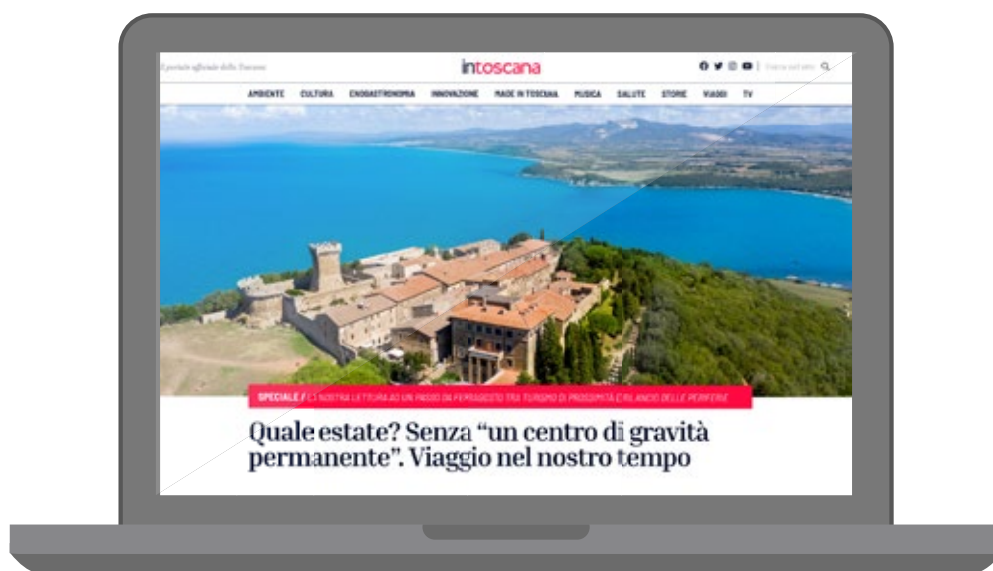 Il portale ufficiale della Toscana
intoscana
AMBIENTE CULTURA ENOGASTRONOMIA INNOVAZIONE MADE IN TOSCANA MUSICA SALUTE STORIE VIAGGI TV
SPECIALE / LA NOSTRA LETTURA AD UN PASSO DA FERRAGOSTO TRA TURISMO DI PROSSIMITÀ E RILANCIO DELLE PERIFERIE
Quale estate? Senza “un centro di gravità
permanente”. Viaggio nel nostro tempo